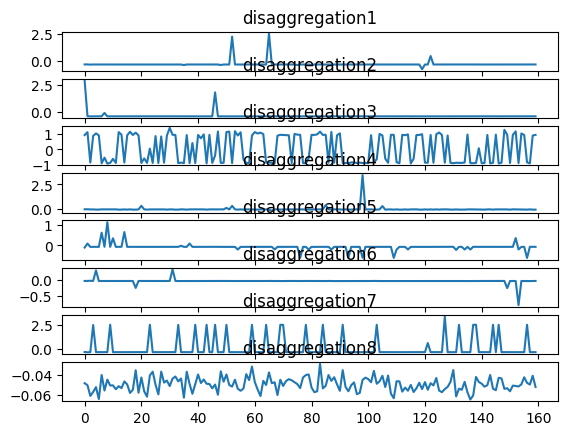 disaggregation1
2.5
0.0
disaggregation2
2.5
0.0
disaggregation3
1
0
−1
disaggregation4
2.5
0.0
disaggregation5
1
0
disaggregation6
0.0
−0.5
disaggregation7
2.5
0.0
disaggregation8
−0.04
−0.06
0 20 40 60 80 100 120 140 160